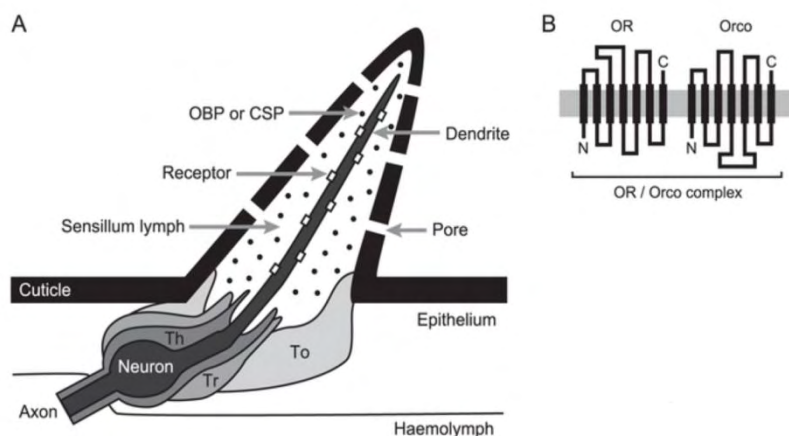 A
OBP or CSP
Dendrite
Receptor
Sensillum lymph
Pore
Cuticle
Epithelium
Th
Neuron
To
Tr
Axon
Haemolymph
B
OR
Orco
C
C
N
N
OR / Orco complex